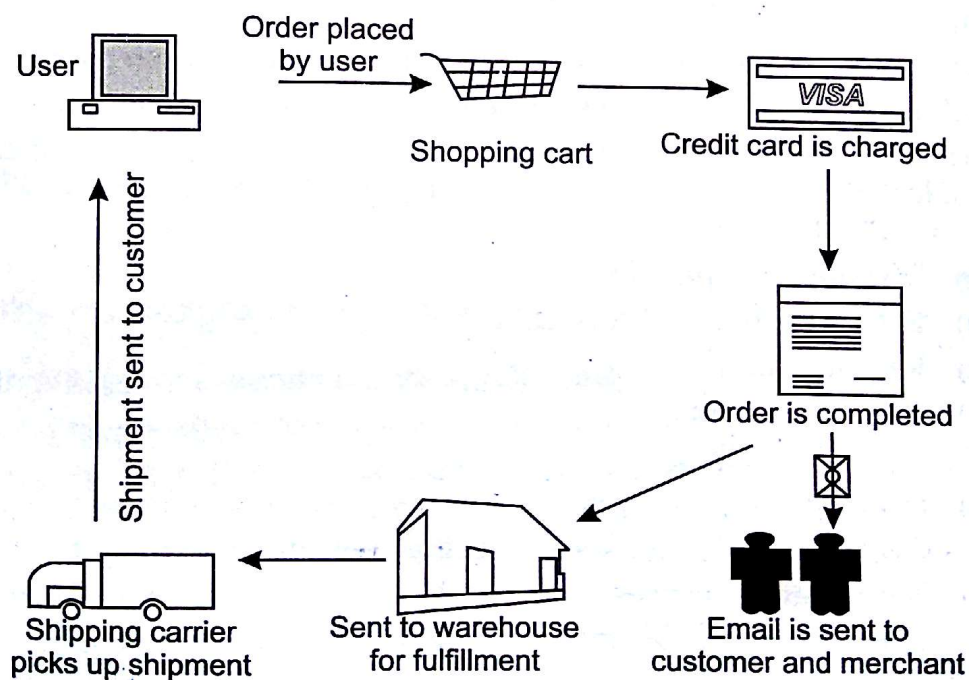 User
Order placed
by user
Shopping cart
VISA
Credit card is charged
Order is completed
Email is sent to
customer and merchant
Sent to warehouse
for fulfillment
Shipping carrier
picks up shipment
Shipment sent to customer